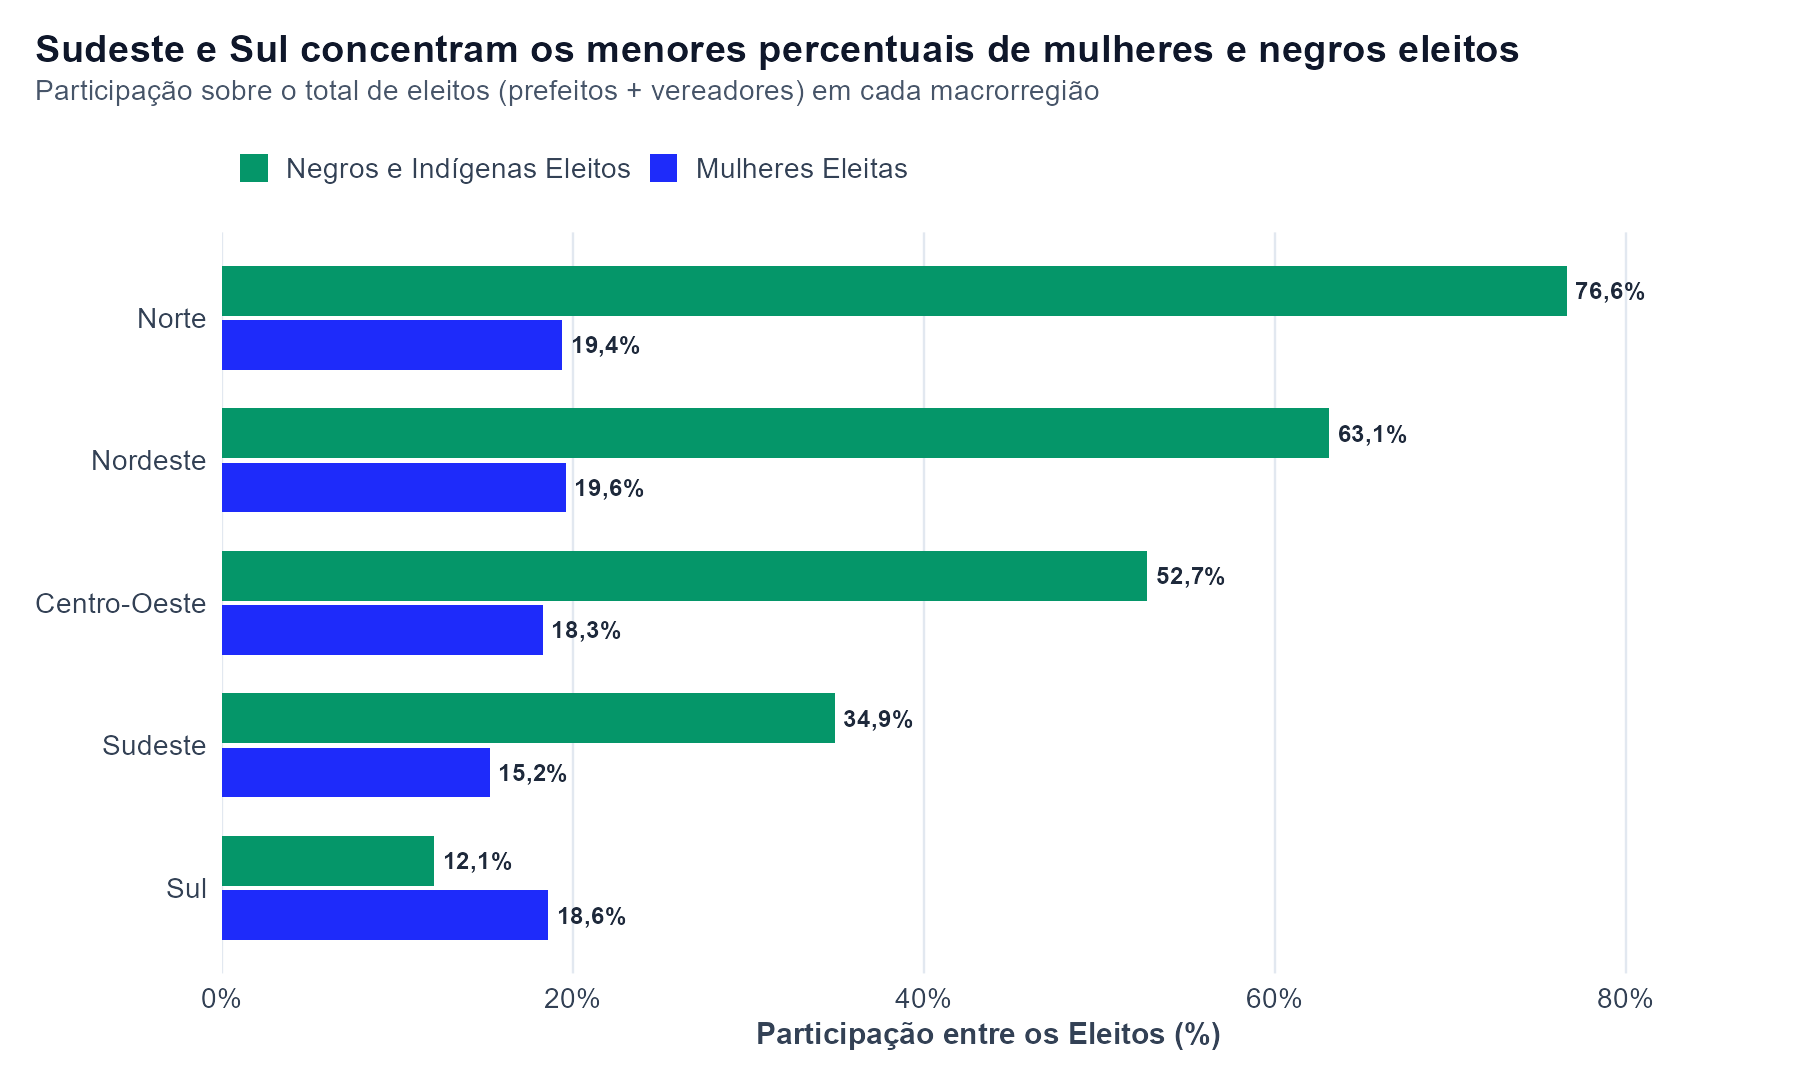 Sudeste e Sul concentram os menores percentuais de mulheres e negros eleitos
Participação sobre o total de eleitos (prefeitos + vereadores) em cada macrorregião
Negros e Indígenas Eleitos
Mulheres Eleitas
Norte
76,6%
19,4%
Nordeste
63,1%
19,6%
Centro-Oeste
52,7%
18,3%
Sudeste
34,9%
15,2%
Sul
12,1%
18,6%
0%
20%
40%
60%
80%
Participação entre os Eleitos (%)